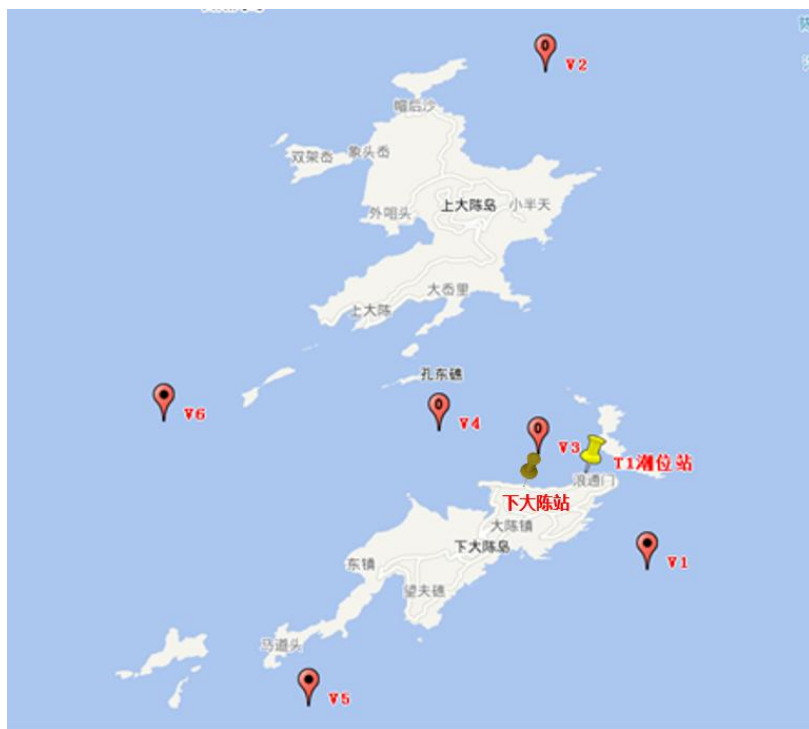 V2
帽后沙
双架岙
象头岙
外咀头
上大陈岛
小半天
大岙里
上大陈
孔东礁
V6
V4
V3
T1潮位站
浪通门
下大陈站
大陈镇
下大陈岛
V1
东镇
望夫礁
马道头
V5